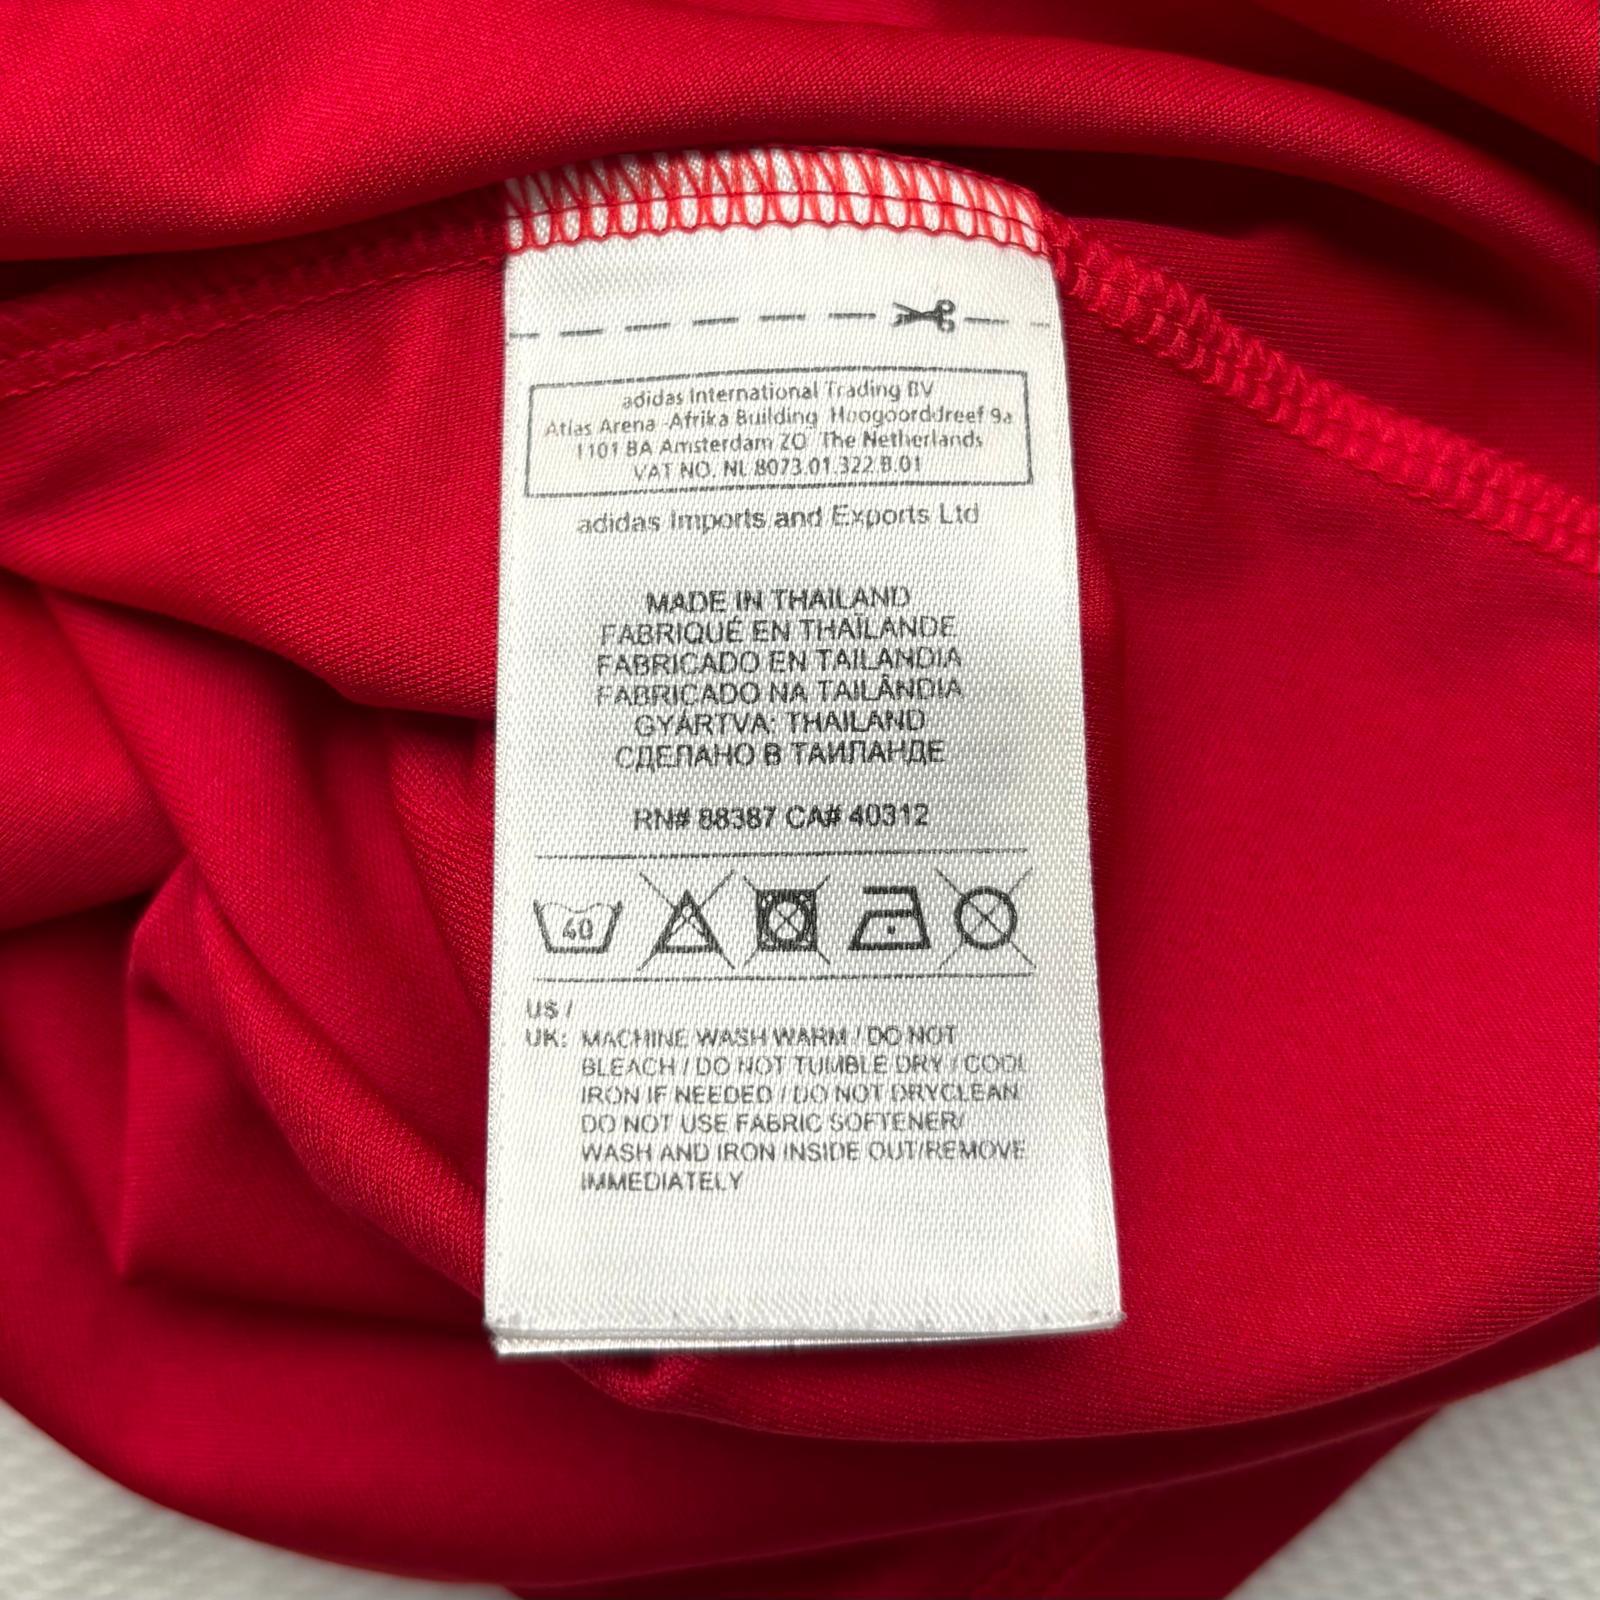 adidas International Trading BV
Atlas Arena -Afrika Building Hoogoorddreef 9a
1101 BA Amsterdam ZO The Netherlands
VAT NO. NL 8073.01.322.B.01
adidas Imports and Exports Ltd
MADE IN THAILAND
FABRIQUÉ EN THAÏLANDE
FABRICADO EN TAILANDIA
FABRICADO NA TAILÂNDIA
GYÁRTVA: THAILAND
СДЕЛАНО В ТАИЛАНДЕ
RN# 88387 CA# 40312
40
US /
UK: MACHINE WASH WARM / DO NOT
BLEACH / DO NOT TUMBLE DRY / COOL
IRON IF NEEDED / DO NOT DRYCLEAN
DO NOT USE FABRIC SOFTENER/
WASH AND IRON INSIDE OUT/REMOVE
IMMEDIATELY